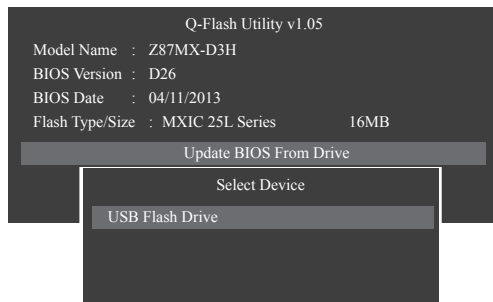 Q-Flash Utility v1.05
Model Name : Z87MX-D3H
BIOS Version : D26
BIOS Date : 04/11/2013
Flash Type/Size : MXIC 25L Series 16MB
Update BIOS From Drive
Select Device
USB Flash Drive